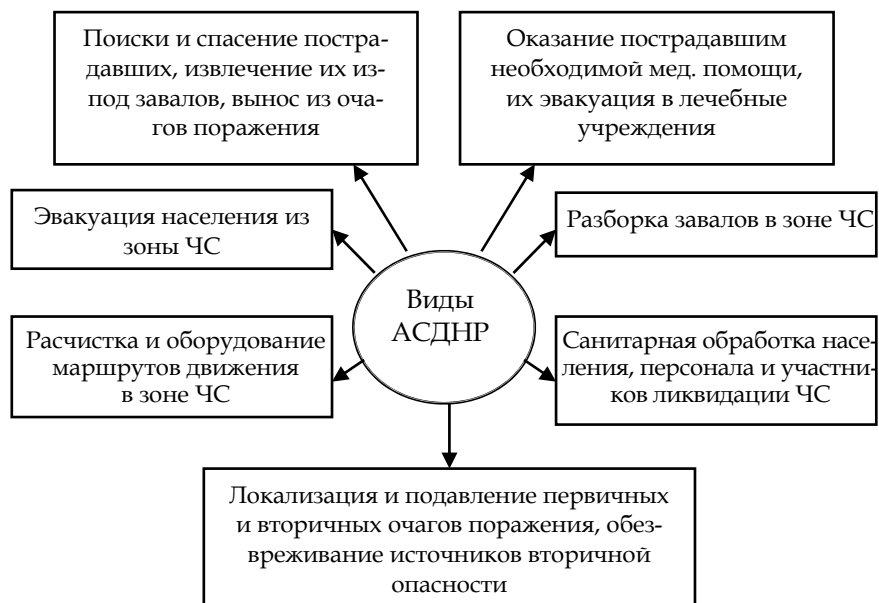 Поиски и спасение постра-
давших, извлечение их из-
под завалов, вынос из оча-
гов поражения
Оказание пострадавшим
необходимой мед. помощи,
их эвакуация в лечебные
учреждения
Эвакуация населения из
зоны ЧС
Разборка завалов в зоне ЧС
Виды
АСДНР
Расчистка и оборудование
маршрутов движения
в зоне ЧС
Санитарная обработка насе-
ления, персонала и участни-
ков ликвидации ЧС
Локализация и подавление первичных
и вторичных очагов поражения, обез-
вреживание источников вторичной
опасности